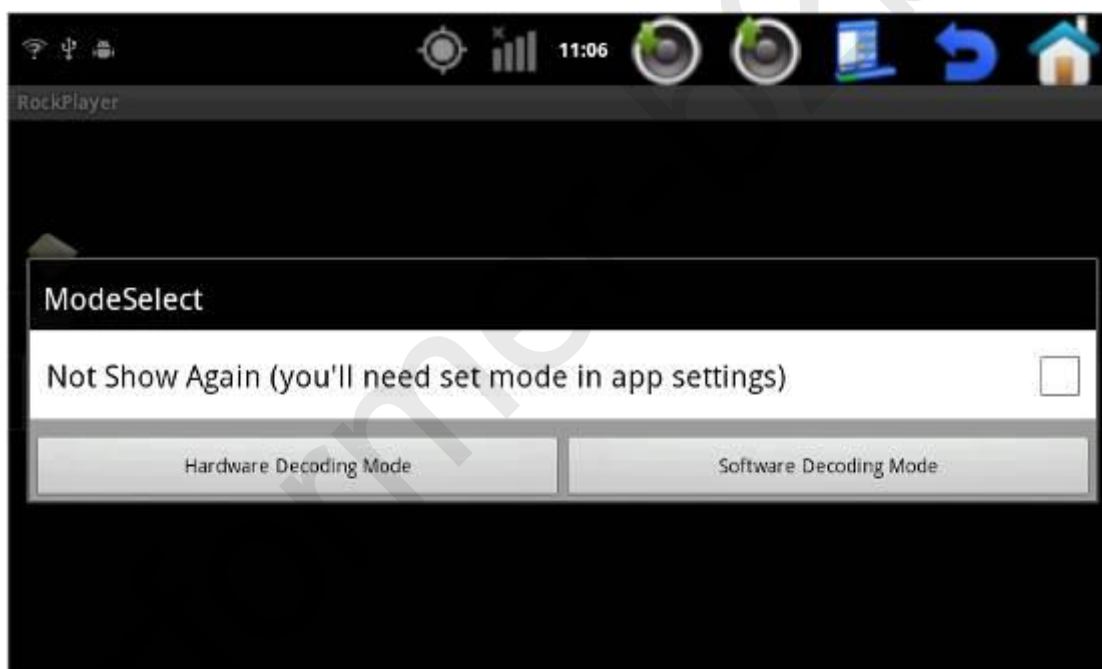 11:06
RockPlayer
ModeSelect
Not Show Again (you'll need set mode in app settings)
Hardware Decoding Mode
Software Decoding Mode